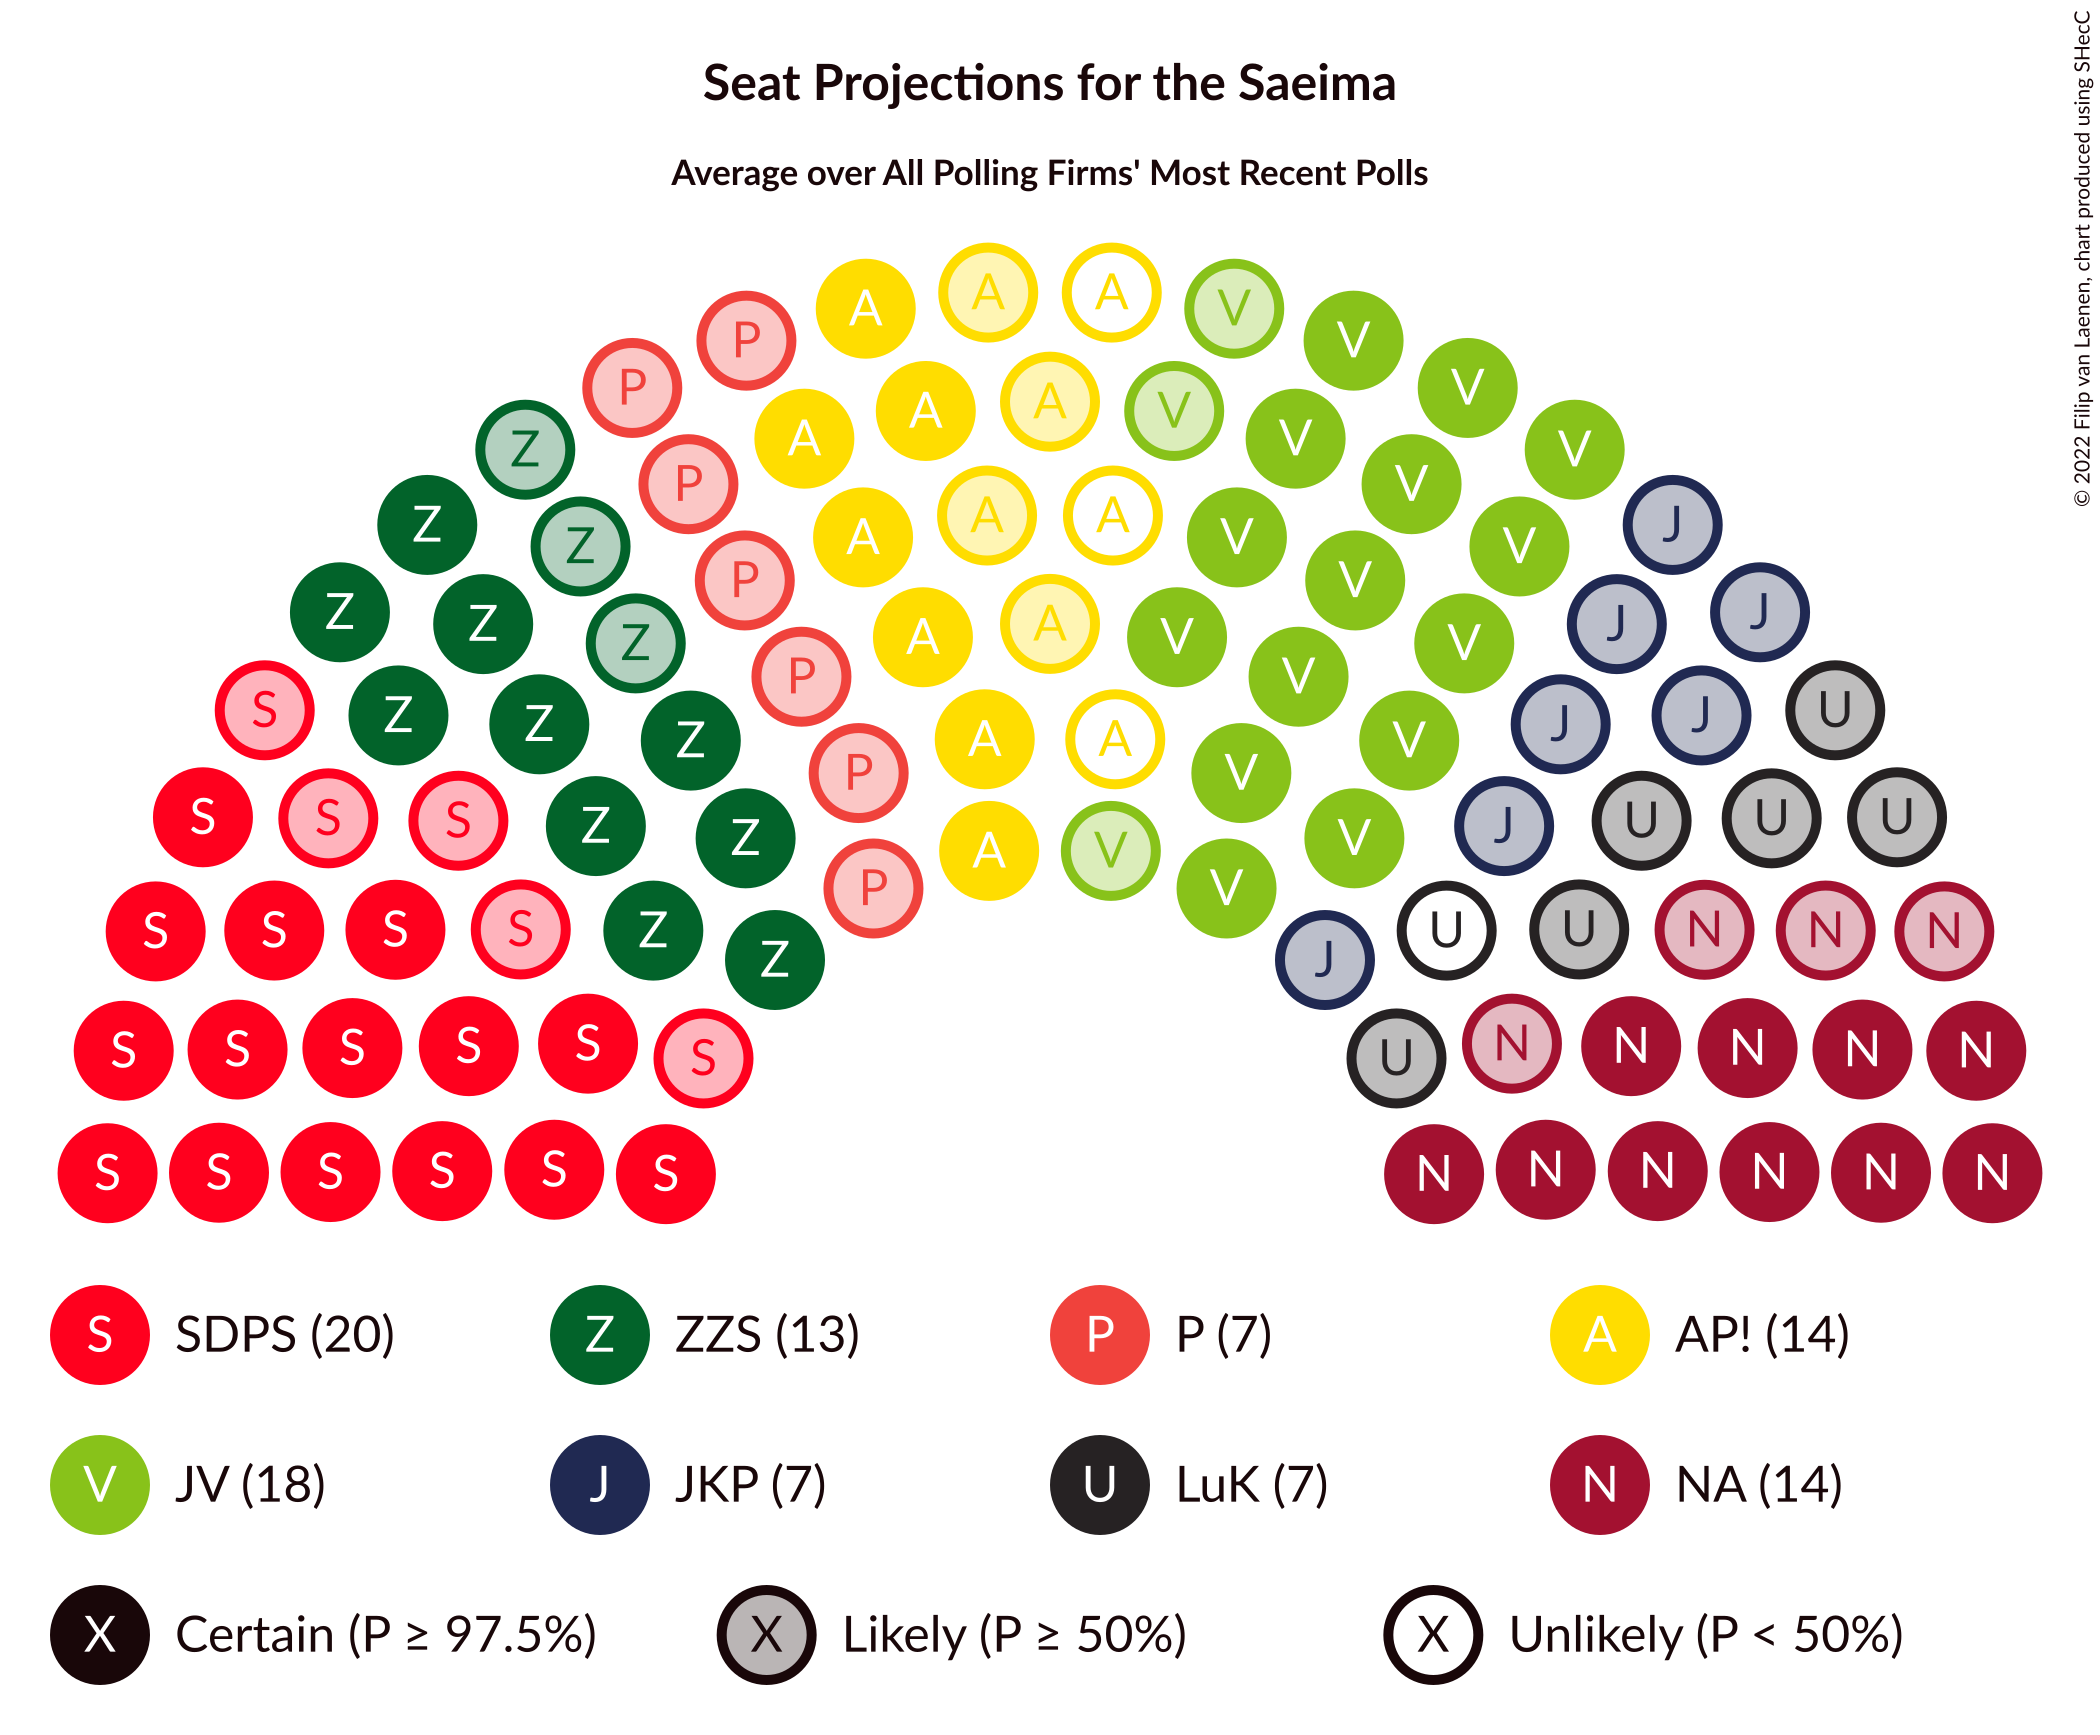 Seat Projections for the Saeima
Average over All Polling Firms' Most Recent Polls
© 2022 Filip van Laenen, chart produced using SHecC
A A
A V
P V
P A V
A V
Z P A V V
P V
Z Z A A V V J
Z P V
Z Z Z P A A V V V J J
S Z Z Z P A A V V J J U
S S S Z Z P A V V V J U U U
P V
S S S S Z Z J U U N N N
S S S S S S U N N N N N
S S S S S S N N N N N N
S SDPS (20) Z ZZS (13) P P (7) A AP! (14)
V JV (18) J JKP (7) U LuK (7) N NA (14)
X Certain (P ≥ 97.5%) X Likely (P ≥ 50%) X Unlikely (P < 50%)